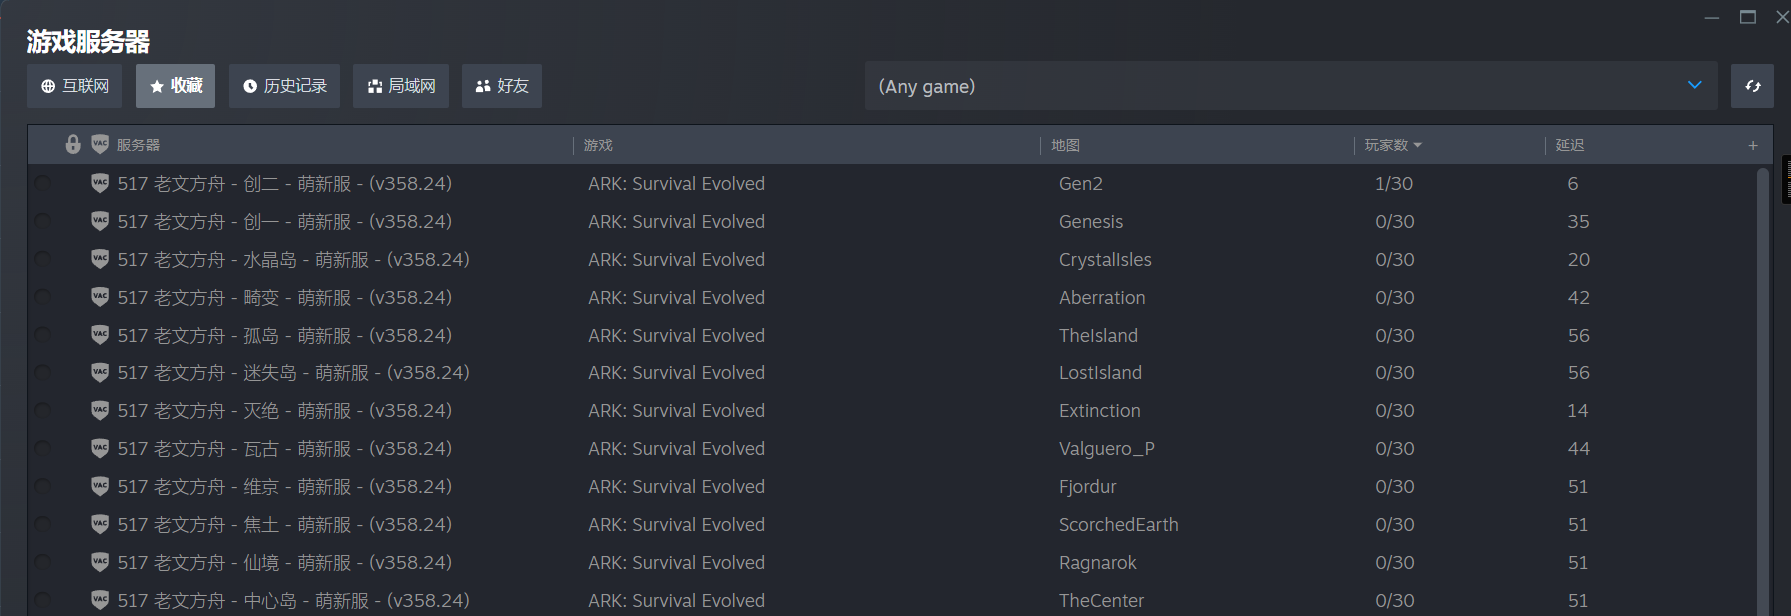 游戏服务器
互联网 收藏 历史记录 局域网 好友 (Any game)
VAC 服务器 游戏 地图 玩家数 延迟 +
VAC 517 老文方舟 - 创二 - 萌新服 - (v358.24) ARK: Survival Evolved Gen2 1/30 6
VAC 517 老文方舟 - 创一 - 萌新服 - (v358.24) ARK: Survival Evolved Genesis 0/30 35
VAC 517 老文方舟 - 水晶岛 - 萌新服 - (v358.24) ARK: Survival Evolved CrystalIsles 0/30 20
VAC 517 老文方舟 - 畸变 - 萌新服 - (v358.24) ARK: Survival Evolved Aberration 0/30 42
VAC 517 老文方舟 - 孤岛 - 萌新服 - (v358.24) ARK: Survival Evolved TheIsland 0/30 56
VAC 517 老文方舟 - 迷失岛 - 萌新服 - (v358.24) ARK: Survival Evolved LostIsland 0/30 56
VAC 517 老文方舟 - 灭绝 - 萌新服 - (v358.24) ARK: Survival Evolved Extinction 0/30 14
VAC 517 老文方舟 - 瓦古 - 萌新服 - (v358.24) ARK: Survival Evolved Valguero_P 0/30 44
VAC 517 老文方舟 - 维京 - 萌新服 - (v358.24) ARK: Survival Evolved Fjordur 0/30 51
VAC 517 老文方舟 - 焦土 - 萌新服 - (v358.24) ARK: Survival Evolved ScorchedEarth 0/30 51
VAC 517 老文方舟 - 仙境 - 萌新服 - (v358.24) ARK: Survival Evolved Ragnarok 0/30 51
VAC 517 老文方舟 - 中心岛 - 萌新服 - (v358.24) ARK: Survival Evolved TheCenter 0/30 51